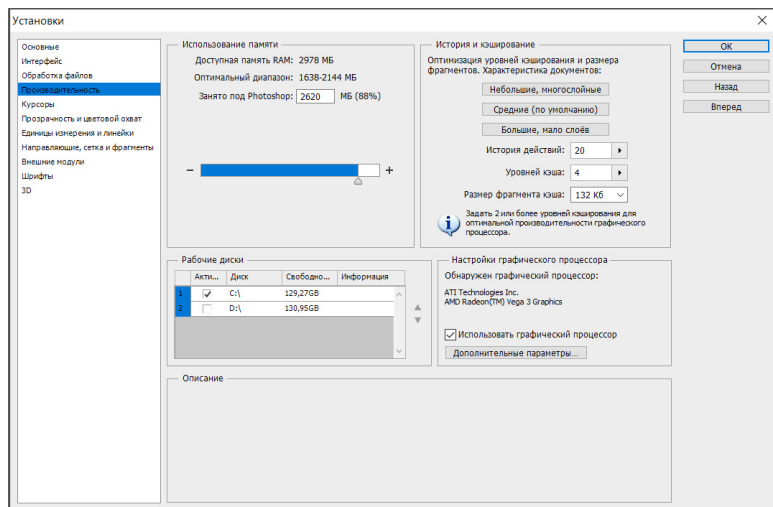 Установки
Основные
Интерфейс
Обработка файлов
Производительность
Курсоры
Прозрачность и цветовой охват
Единицы измерения и линейки
Направляющие, сетка и фрагменты
Внешние модули
Шрифты
3D
Использование памяти
Доступная память RAM: 2978 МБ
Оптимальный диапазон: 1638-2144 МБ
Занято под Photoshop: 2620 МБ (88%)
- +
История и кэширование
Оптимизация уровней кэширования и размера
фрагментов. Характеристика документов:
Небольшие, многослойные
Средние (по умолчанию)
Большие, мало слоёв
История действий: 20
Уровней кэша: 4
Размер фрагмента кэша: 132 Кб
Задать 2 или более уровней кэширования для
оптимальной производительности графического
процессора.
OK
Отмена
Назад
Вперед
Рабочие диски
Акти... Диск Свободно... Информация
1 C:\ 129,27GB
2 D:\ 130,95GB
Настройки графического процессора
Обнаружен графический процессор:
ATI Technologies Inc.
AMD Radeon(TM) Vega 3 Graphics
Использовать графический процессор
Дополнительные параметры...
Описание